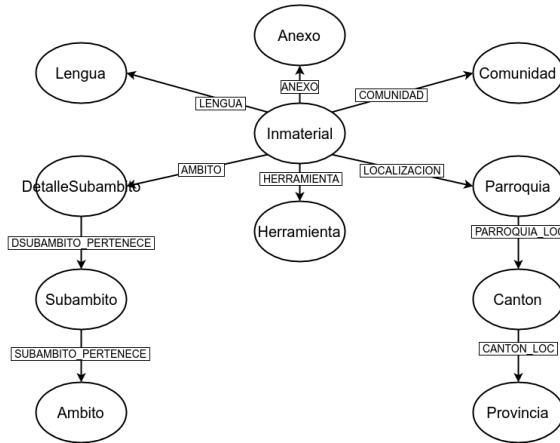 Anexo
Lengua
Comunidad
ANEXO
LENGUA
COMUNIDAD
Inmaterial
AMBITO
HERRAMIENTA
LOCALIZACION
DetalleSubambito
Parroquia
Herramienta
DSUBAMBITO_PERTENECE
PARROQUIA_LOC
Subambito
Canton
SUBAMBITO_PERTENECE
CANTON_LOC
Ambito
Provincia